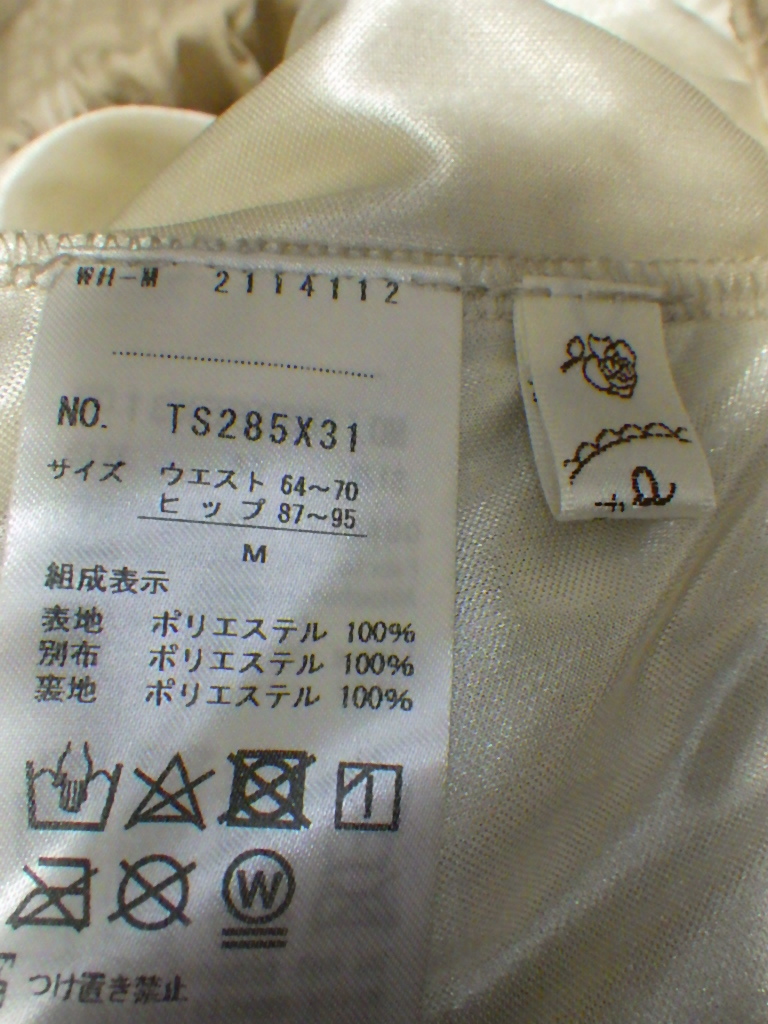 WH-M 2114112
NO. TS285X31
サイズ ウエスト 64~70
ヒップ 87~95
M
組成表示
表地 ポリエステル 100%
別布 ポリエステル 100%
裏地 ポリエステル 100%
W
つけ置き禁止